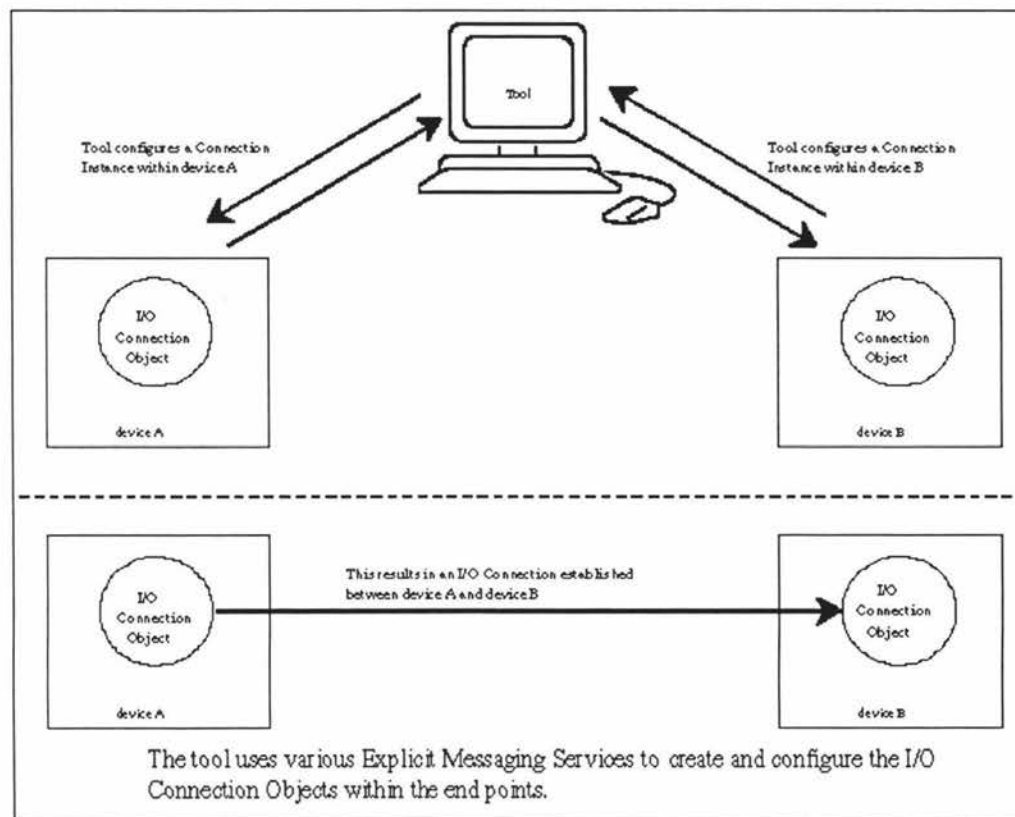 Tool
Tool configures a Connection
Instance within device A
Tool configures a Connection
Instance within device B
I/O
Connection
Object
device A
I/O
Connection
Object
device B
This results in an I/O Connection established
between device A and device B
I/O
Connection
Object
device A
I/O
Connection
Object
device B
The tool uses various Explicit Messaging Services to create and configure the I/O
Connection Objects within the end points.